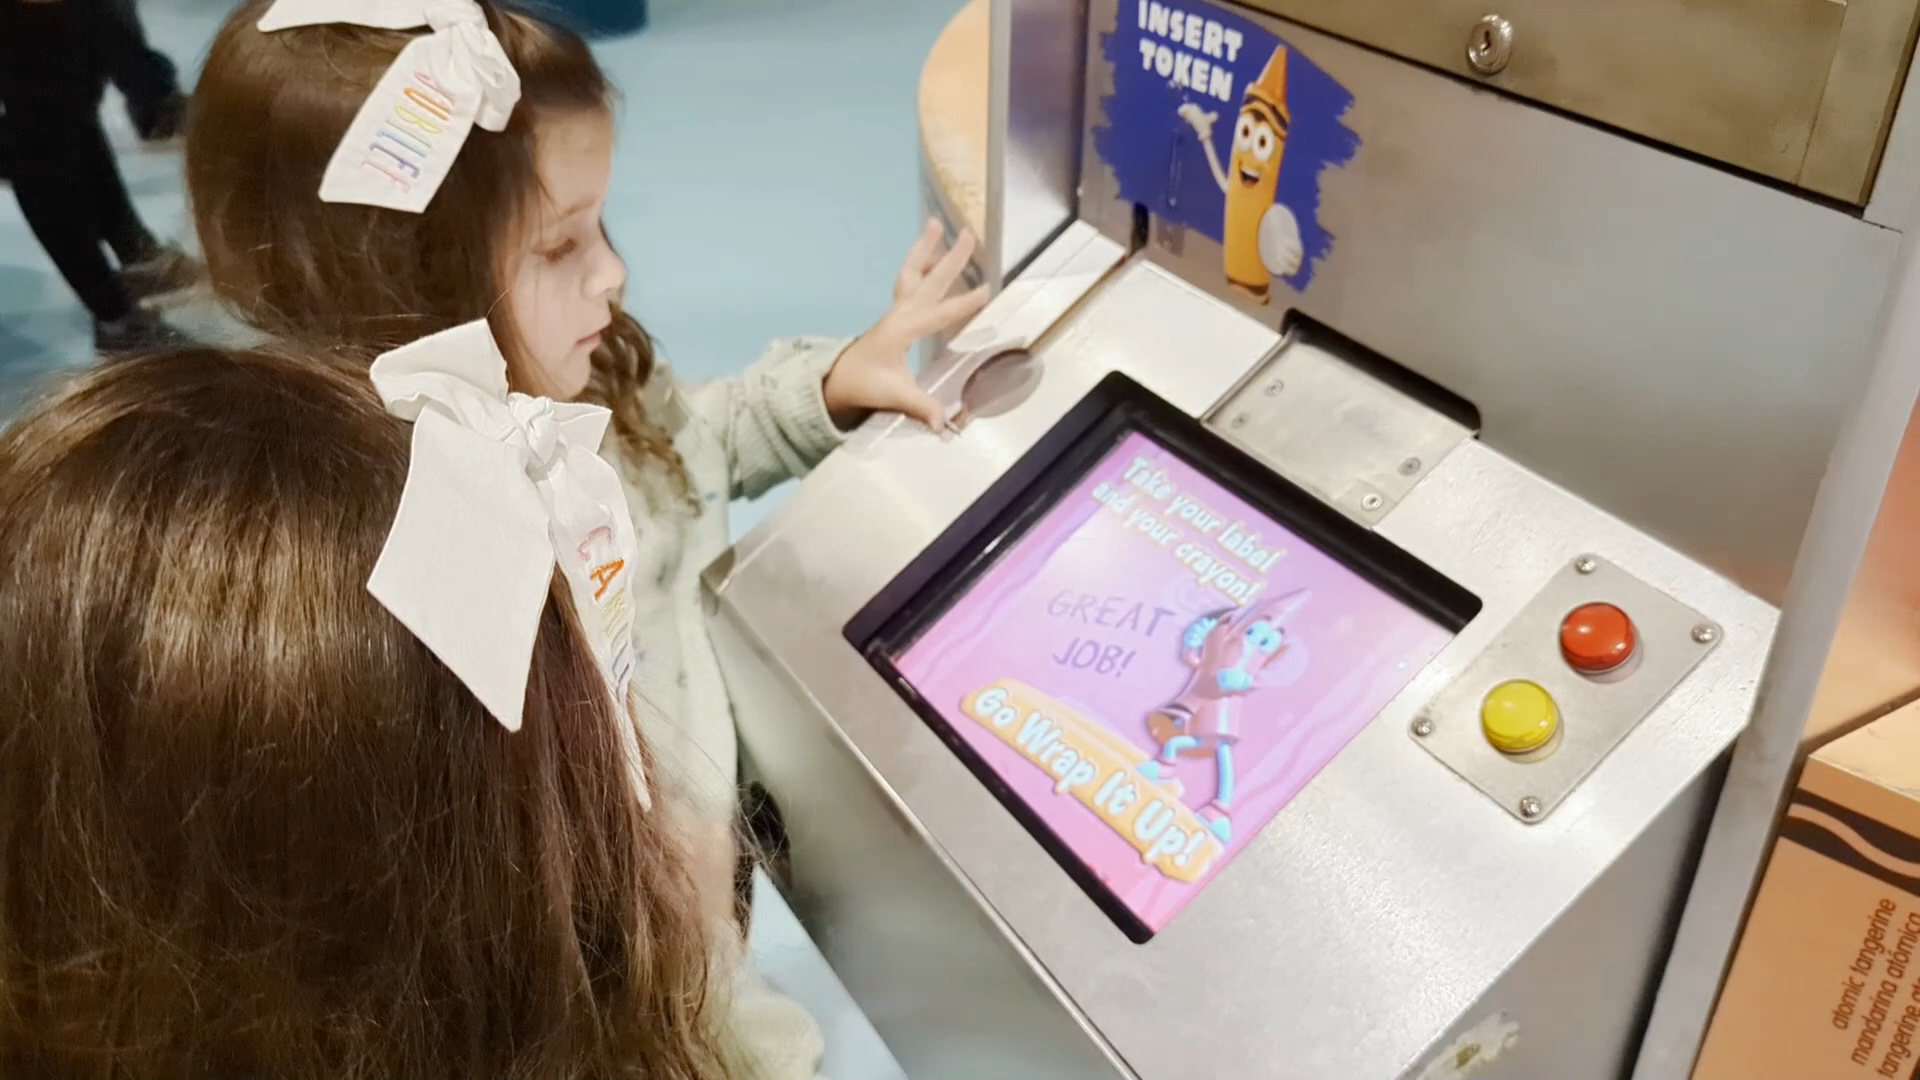 INSERT
TOKEN
JUBILEE
Take your label
and your crayon!
GREAT
JOB!
Go Wrap It Up!
atomic tangerine
mandarina atómica